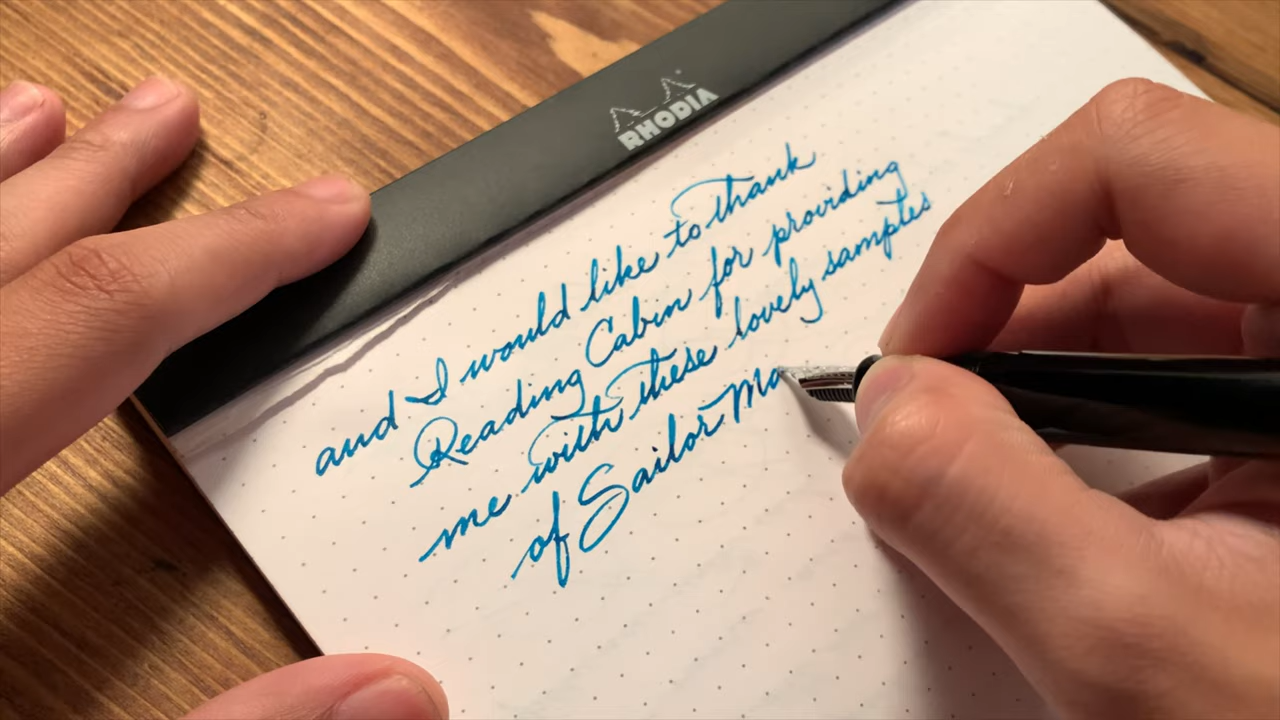 RHODIA
and I would like to thank
Reading Cabin for providing
me with these lovely samples
of Sailor Ma